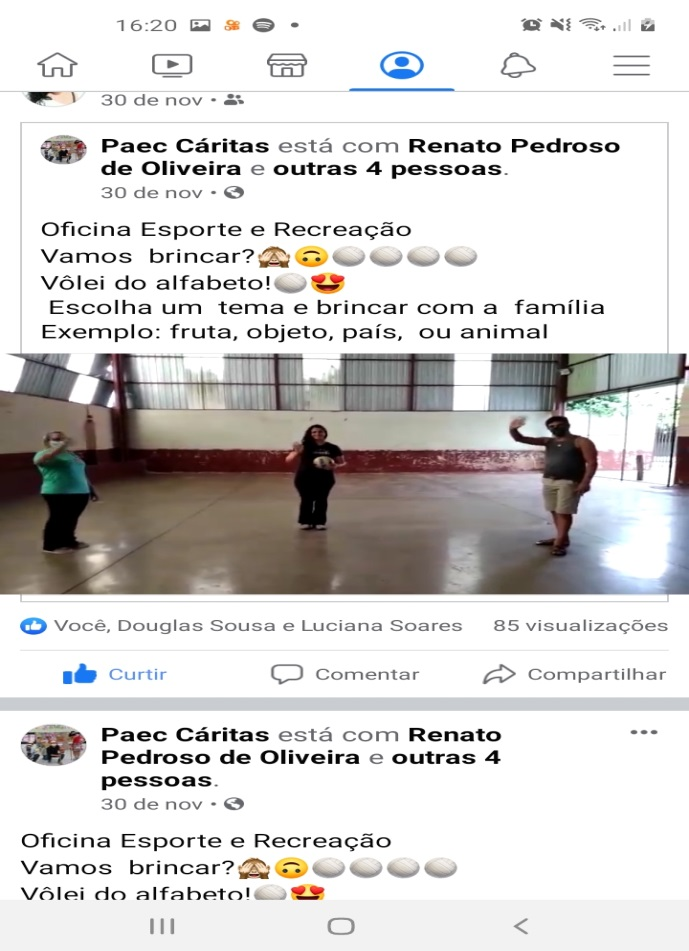 16:20
30 de nov •
Paec Cáritas está com Renato Pedroso
de Oliveira e outras 4 pessoas.
30 de nov •
Oficina Esporte e Recreação
Vamos brincar?🙈🙃🏐🏐🏐🏐
Vôlei do alfabeto!🏐😍
Escolha um tema e brincar com a família
Exemplo: fruta, objeto, país, ou animal
Você, Douglas Sousa e Luciana Soares 85 visualizações
Curtir Comentar Compartilhar
Paec Cáritas está com Renato
Pedroso de Oliveira e outras 4
pessoas.
30 de nov •
Oficina Esporte e Recreação
Vamos brincar?🙈🙃🏐🏐🏐🏐
Vôlei do alfabeto!🏐😍